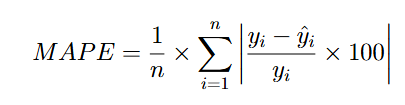 $MAPE = \frac{1}{n} \times \sum_{i=1}^{n} \left| \frac{y_i - \hat{y}_i}{y_i} \times 100 \right|$